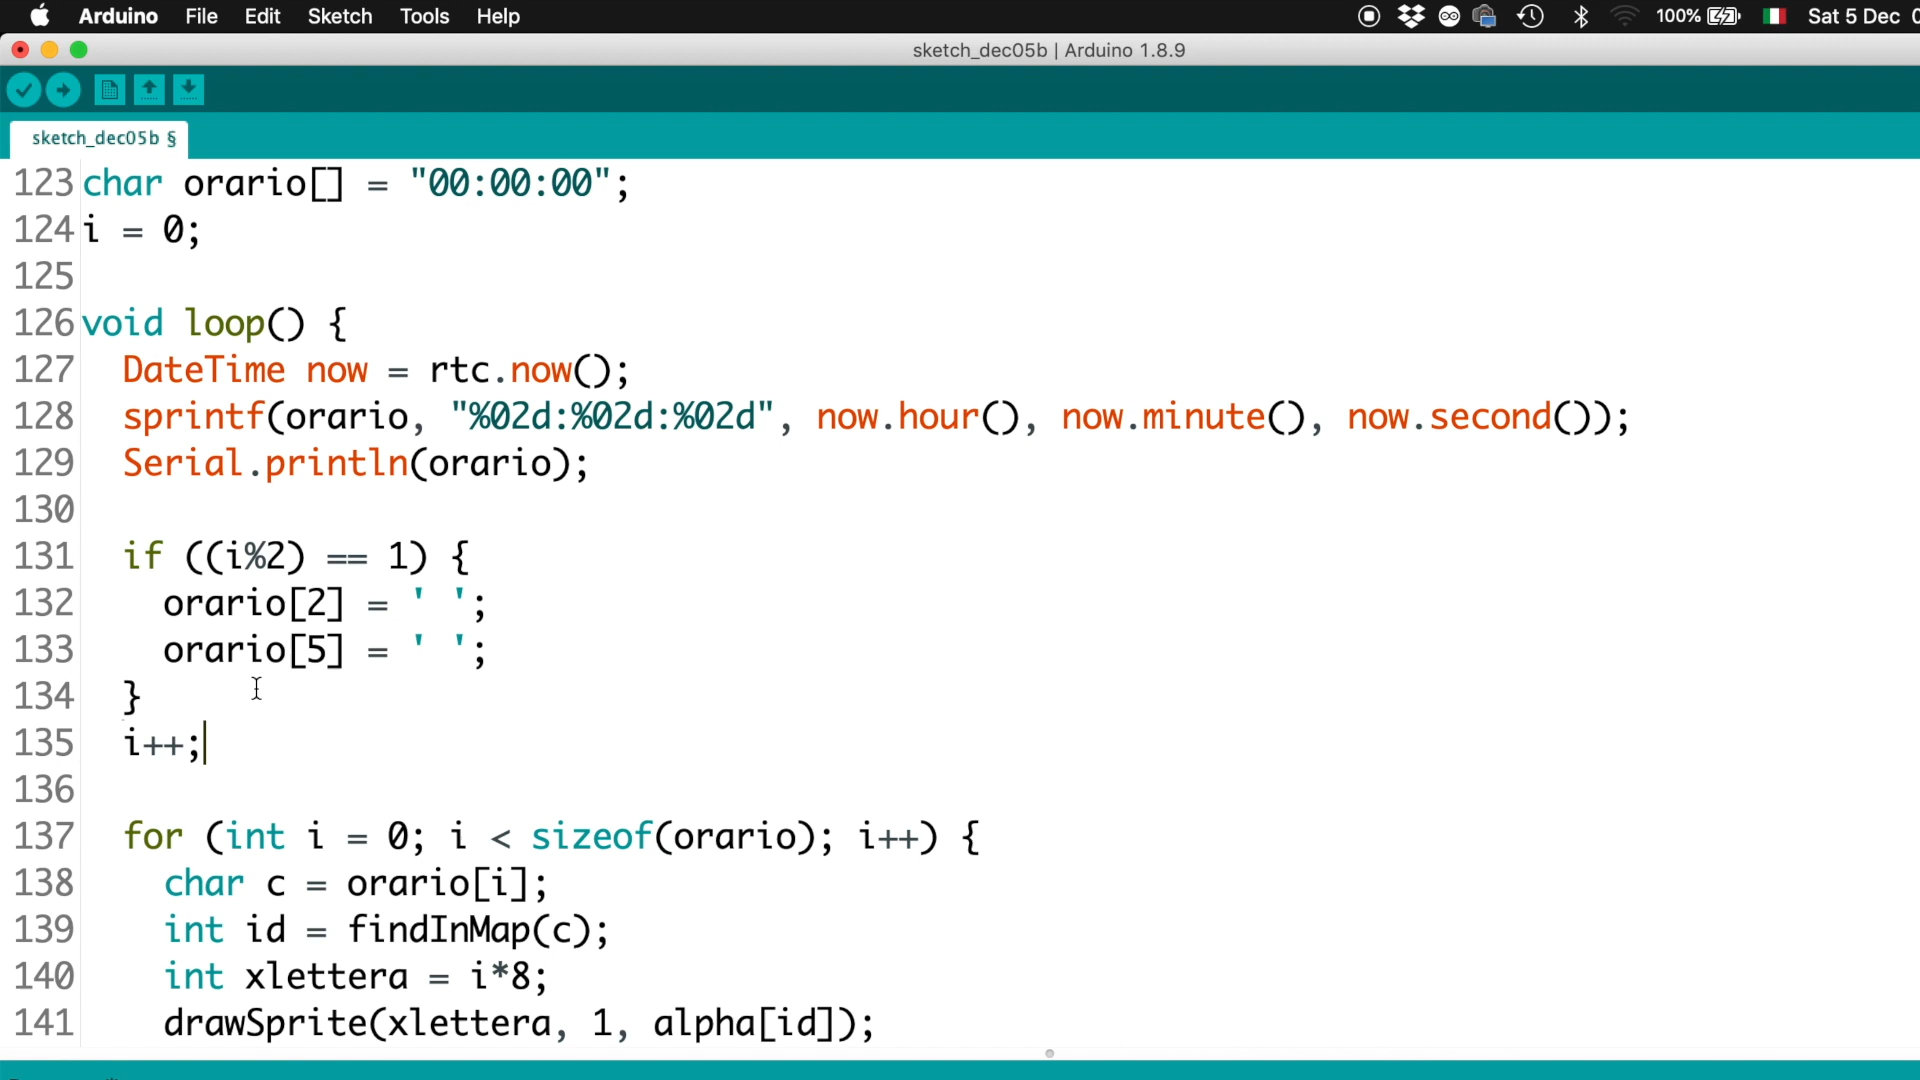 Arduino File Edit Sketch Tools Help 100% Sat 5 Dec
sketch_dec05b | Arduino 1.8.9
sketch_dec05b §
123 char orario[] = "00:00:00";
124 i = 0;
125
126 void loop() {
127 DateTime now = rtc.now();
128 sprintf(orario, "%02d:%02d:%02d", now.hour(), now.minute(), now.second());
129 Serial.println(orario);
130
131 if ((i%2) == 1) {
132 orario[2] = ' ';
133 orario[5] = ' ';
134 }
135 i++;
136
137 for (int i = 0; i < sizeof(orario); i++) {
138 char c = orario[i];
139 int id = findInMap(c);
140 int xlettera = i*8;
141 drawSprite(xlettera, 1, alpha[id]);